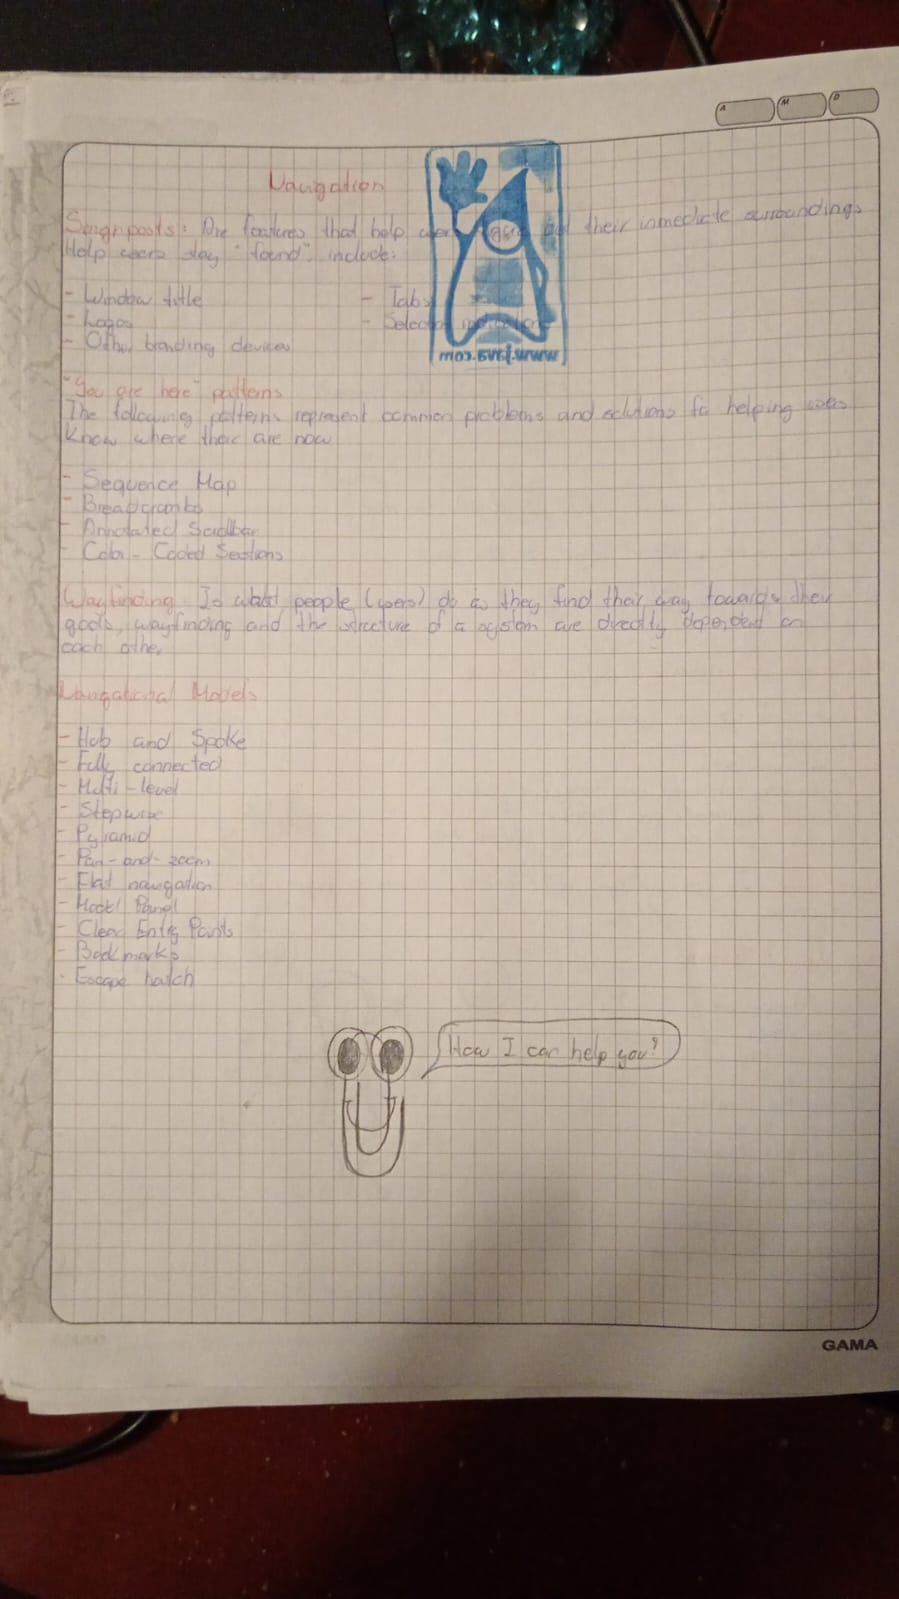 A M D
Navigation
Singnposts: Are features that help users figure out their inmediate surroundings
Help users stay "found", include:
- Window title - Tabs
- Logos - Selection indications
- Other branding devices
www.java.com
"You are here" patterns
The following patterns represent common problems and solutions for helping users
Know where their are now
- Sequence Map
- Breadcrumbs
- Annotated Scrollbar
- Color - Coded Sections
Wayfinding: Is what people (users) do as they find their way towards they
goals, wayfinding and the structure of a system are directly dependent on
each other
Navigational Models
- Hub and Spoke
- Fully connected
- Multi-level
- Stepwise
- Pyramid
- Pan-and-zoom
- Flat navigation
- Modal Panel
- Clear Entry Points
- Bookmarks
- Escape hatch
How I can help you?
GAMA